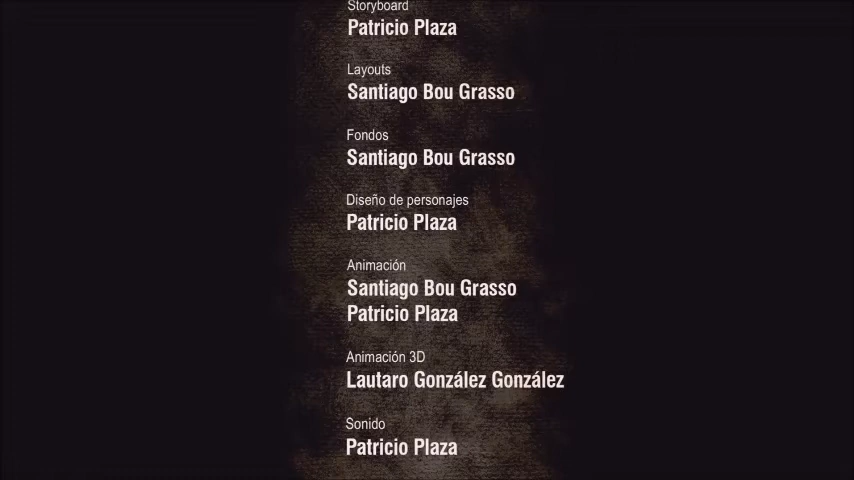 Storyboard
Patricio Plaza
Layouts
Santiago Bou Grasso
Fondos
Santiago Bou Grasso
Diseño de personajes
Patricio Plaza
Animación
Santiago Bou Grasso
Patricio Plaza
Animación 3D
Lautaro González González
Sonido
Patricio Plaza